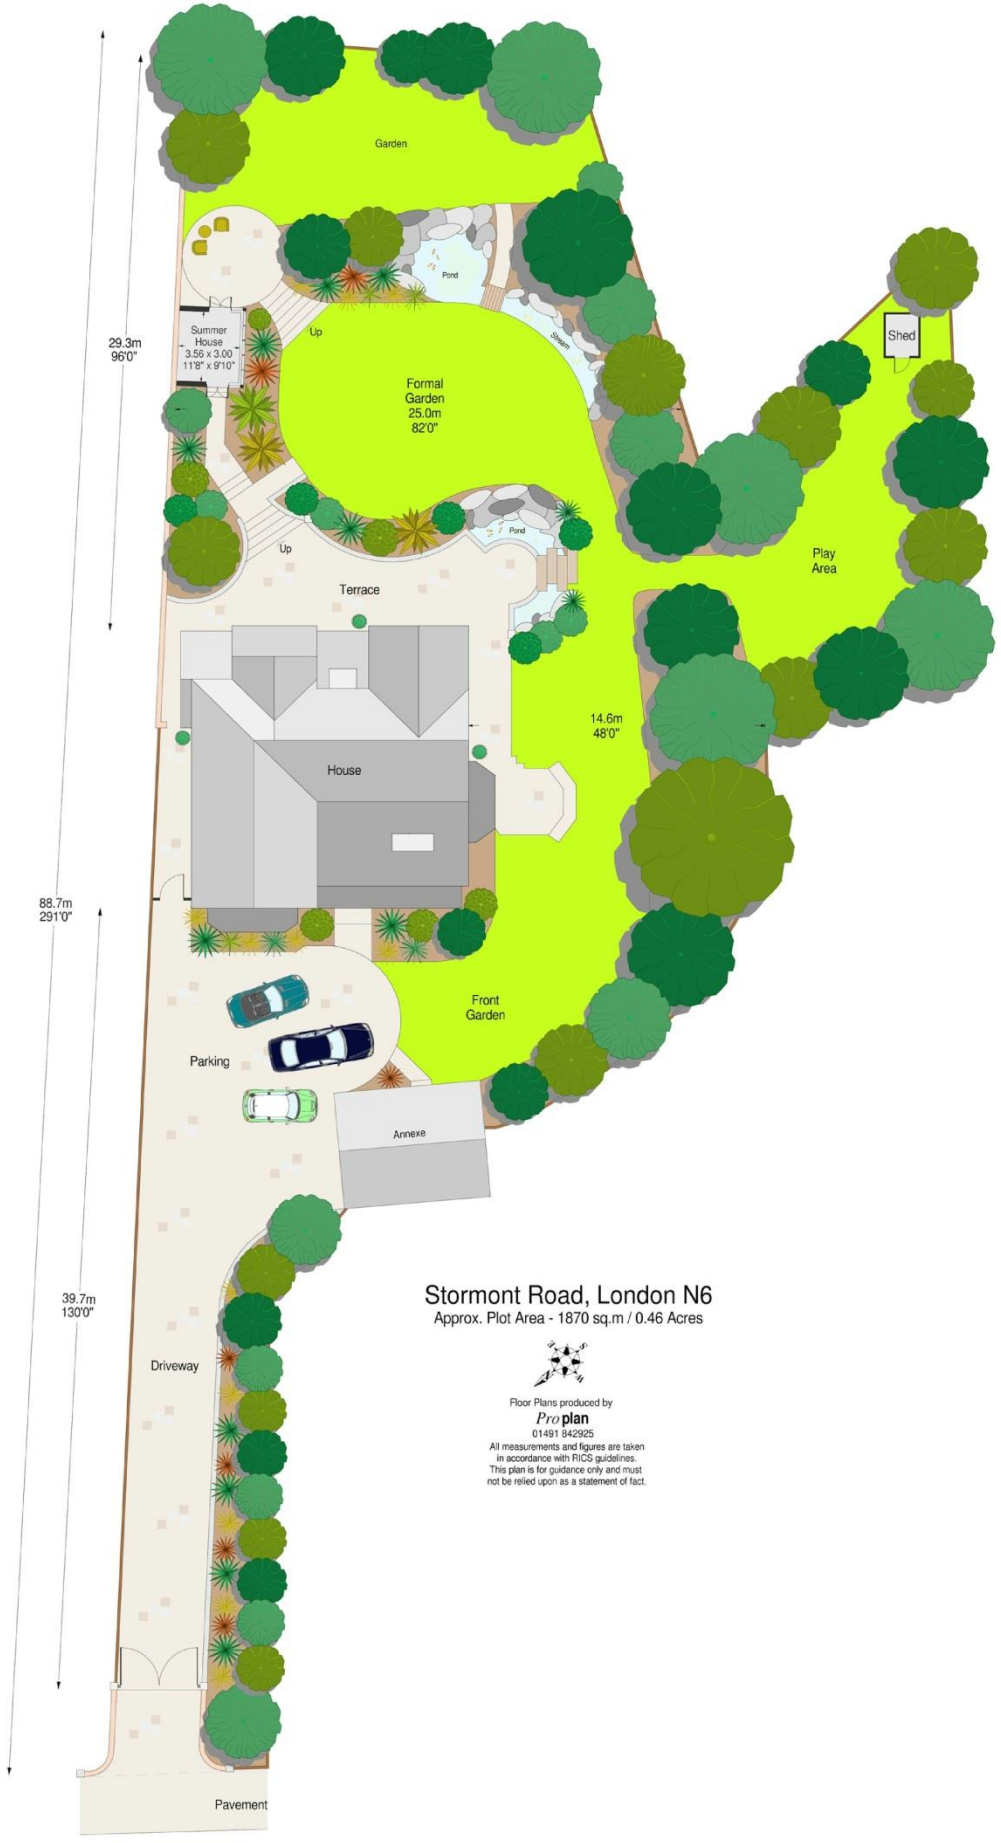 Garden
Pond
Up
Stream
Summer
House
3.56 x 3.00
11'8" x 9'10"
29.3m
96'0"
Shed
Formal
Garden
25.0m
82'0"
Pond
Up
Play
Area
Terrace
14.6m
48'0"
House
88.7m
291'0"
Front
Garden
Parking
Annexe
39.7m
130'0"
Stormont Road, London N6
Approx. Plot Area - 1870 sq.m / 0.46 Acres
E
S
N
W
Driveway
Floor Plans produced by
Proplan
01491 842925
All measurements and figures are taken
in accordance with RICS guidelines.
This plan is for guidance only and must
not be relied upon as a statement of fact.
Pavement